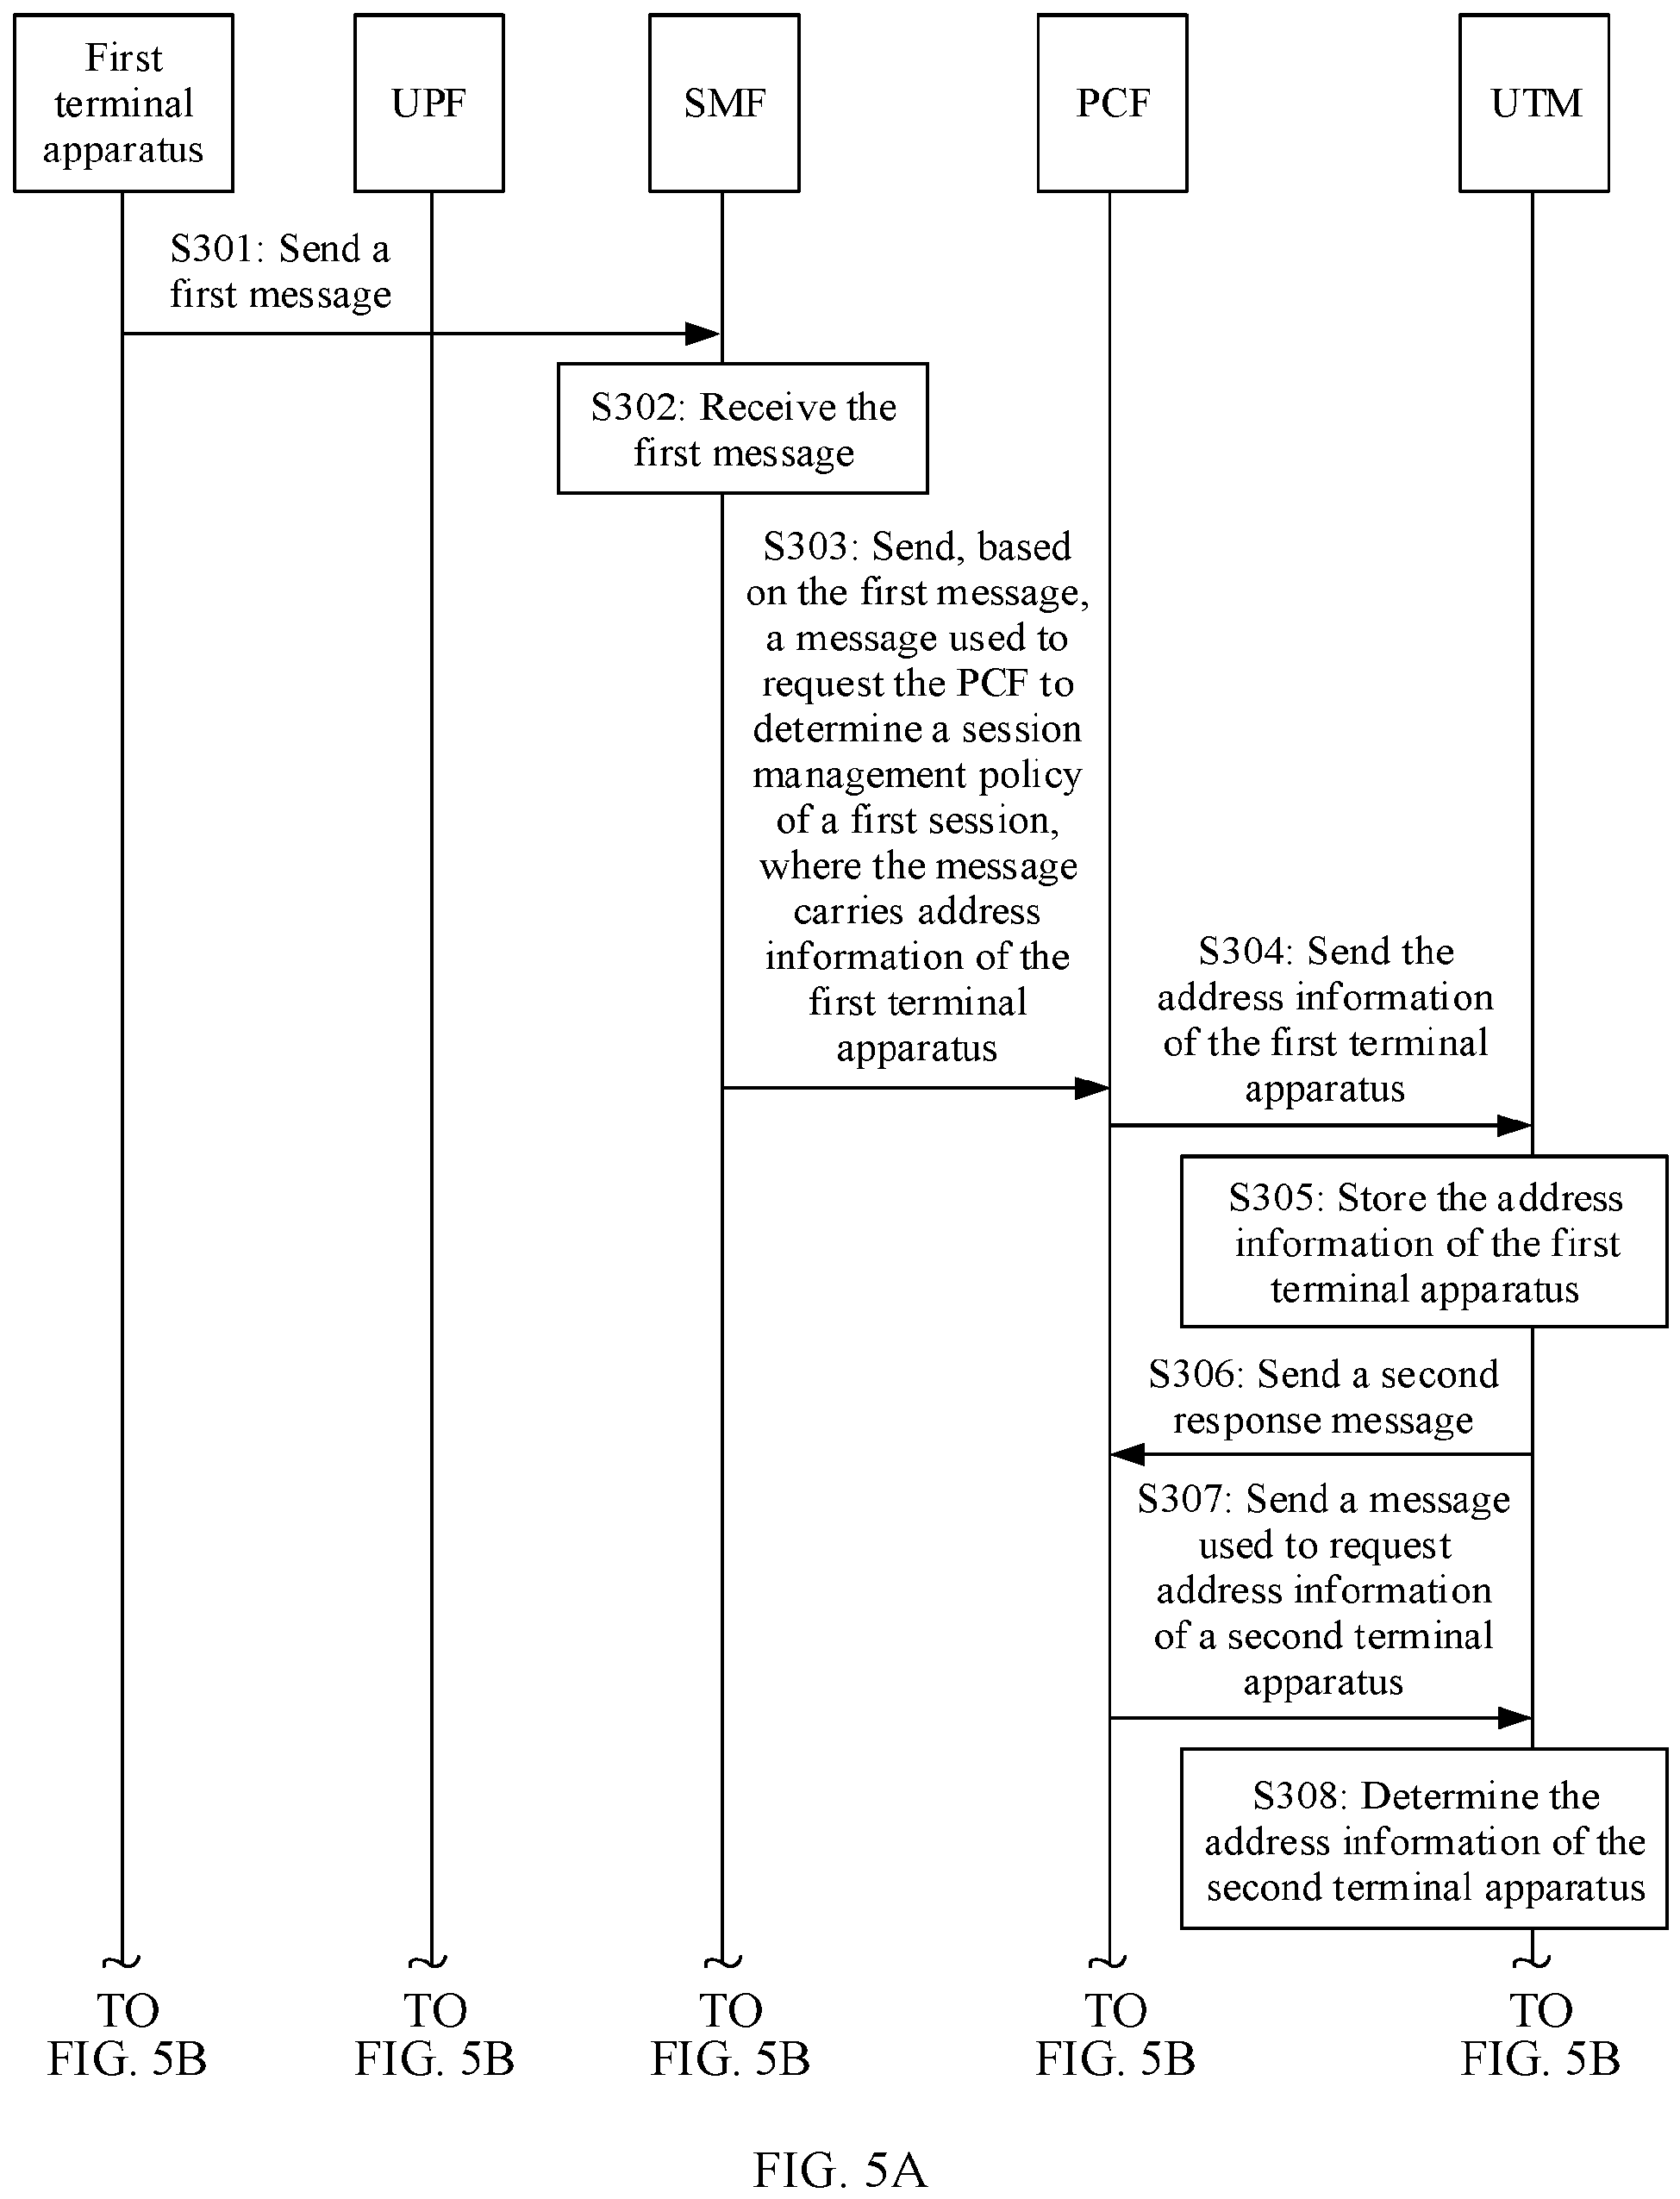 First
terminal
apparatus
UPF
SMF
PCF
UTM
S301: Send a
first message
S302: Receive the
first message
S303: Send, based
on the first message,
a message used to
request the PCF to
determine a session
management policy
of a first session,
where the message
carries address
information of the
first terminal
apparatus
S304: Send the
address information
of the first terminal
apparatus
S305: Store the address
information of the first
terminal apparatus
S306: Send a second
response message
S307: Send a message
used to request
address information
of a second terminal
apparatus
S308: Determine the
address information of the
second terminal apparatus
TO
FIG. 5B
TO
FIG. 5B
TO
FIG. 5B
TO
FIG. 5B
TO
FIG. 5B
FIG. 5A